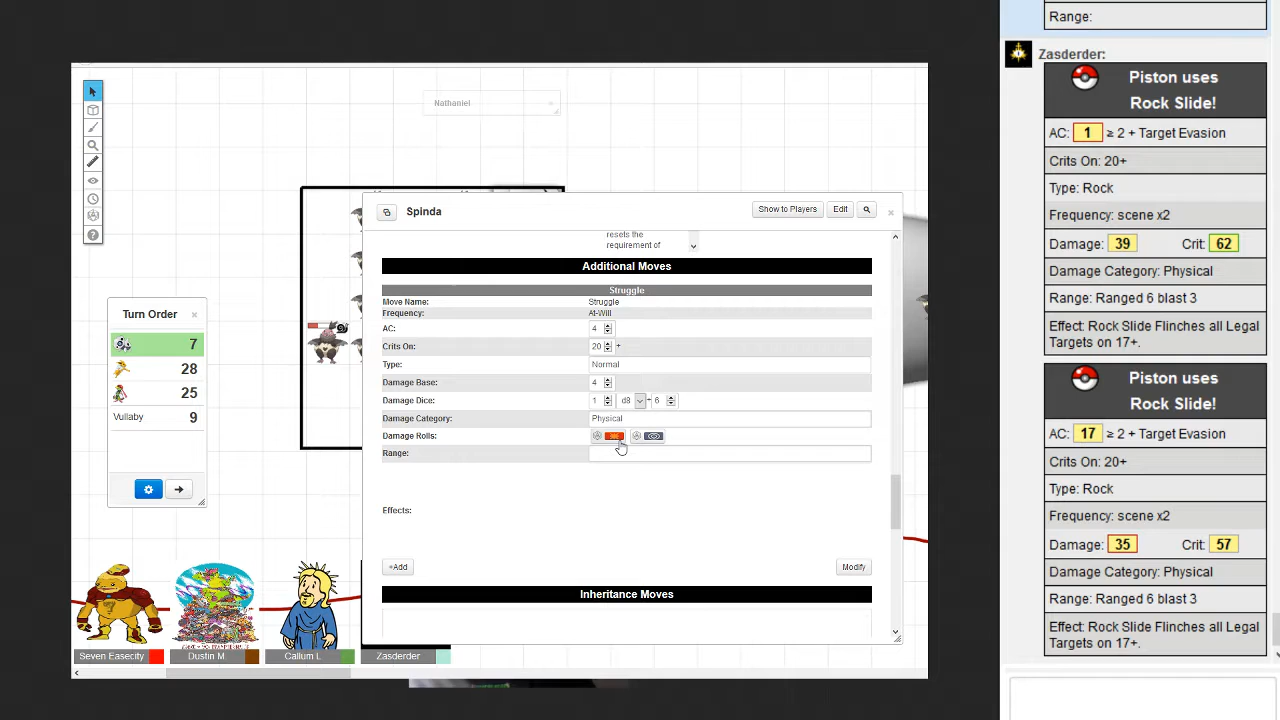 Nathaniel
Spinda
Show to Players
Edit
resets the
requirement of
Additional Moves
Struggle
Move Name: Struggle
Frequency: At-Will
AC: 4
Crits On: 20 +
Type: Normal
Damage Base: 4
Damage Dice: 1 d8 + 6
Damage Category: Physical
Damage Rolls:
Range:
Effects:
+Add
Modify
Inheritance Moves
Turn Order
7
28
25
Vullaby 9
Seven Easecity
Dustin M
Callum L
Zasderder
Range:
Zasderder:
Piston uses
Rock Slide!
AC: 1 ≥ 2 + Target Evasion
Crits On: 20+
Type: Rock
Frequency: scene x2
Damage: 39 Crit: 62
Damage Category: Physical
Range: Ranged 6 blast 3
Effect: Rock Slide Flinches all Legal
Targets on 17+.
Piston uses
Rock Slide!
AC: 17 ≥ 2 + Target Evasion
Crits On: 20+
Type: Rock
Frequency: scene x2
Damage: 35 Crit: 57
Damage Category: Physical
Range: Ranged 6 blast 3
Effect: Rock Slide Flinches all Legal
Targets on 17+.